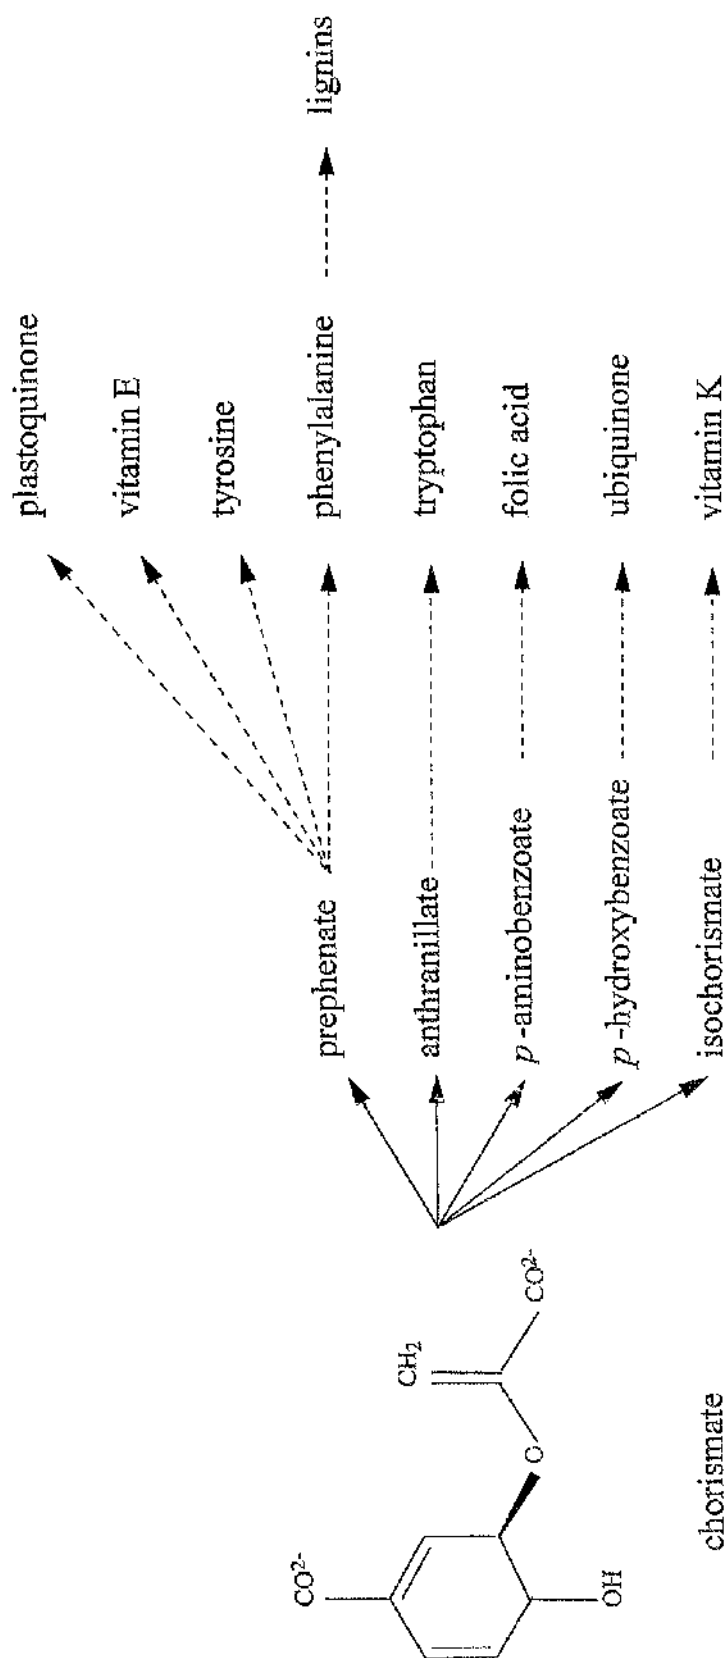 plastoquinone
vitamin E
tyrosine
prephenate phenylalanine lignins
anthranillate tryptophan
p-aminobenzoate folic acid
p-hydroxybenzoate ubiquinone
isochorismate vitamin K
CO2-
CH2
O
CO2-
OH
chorismate